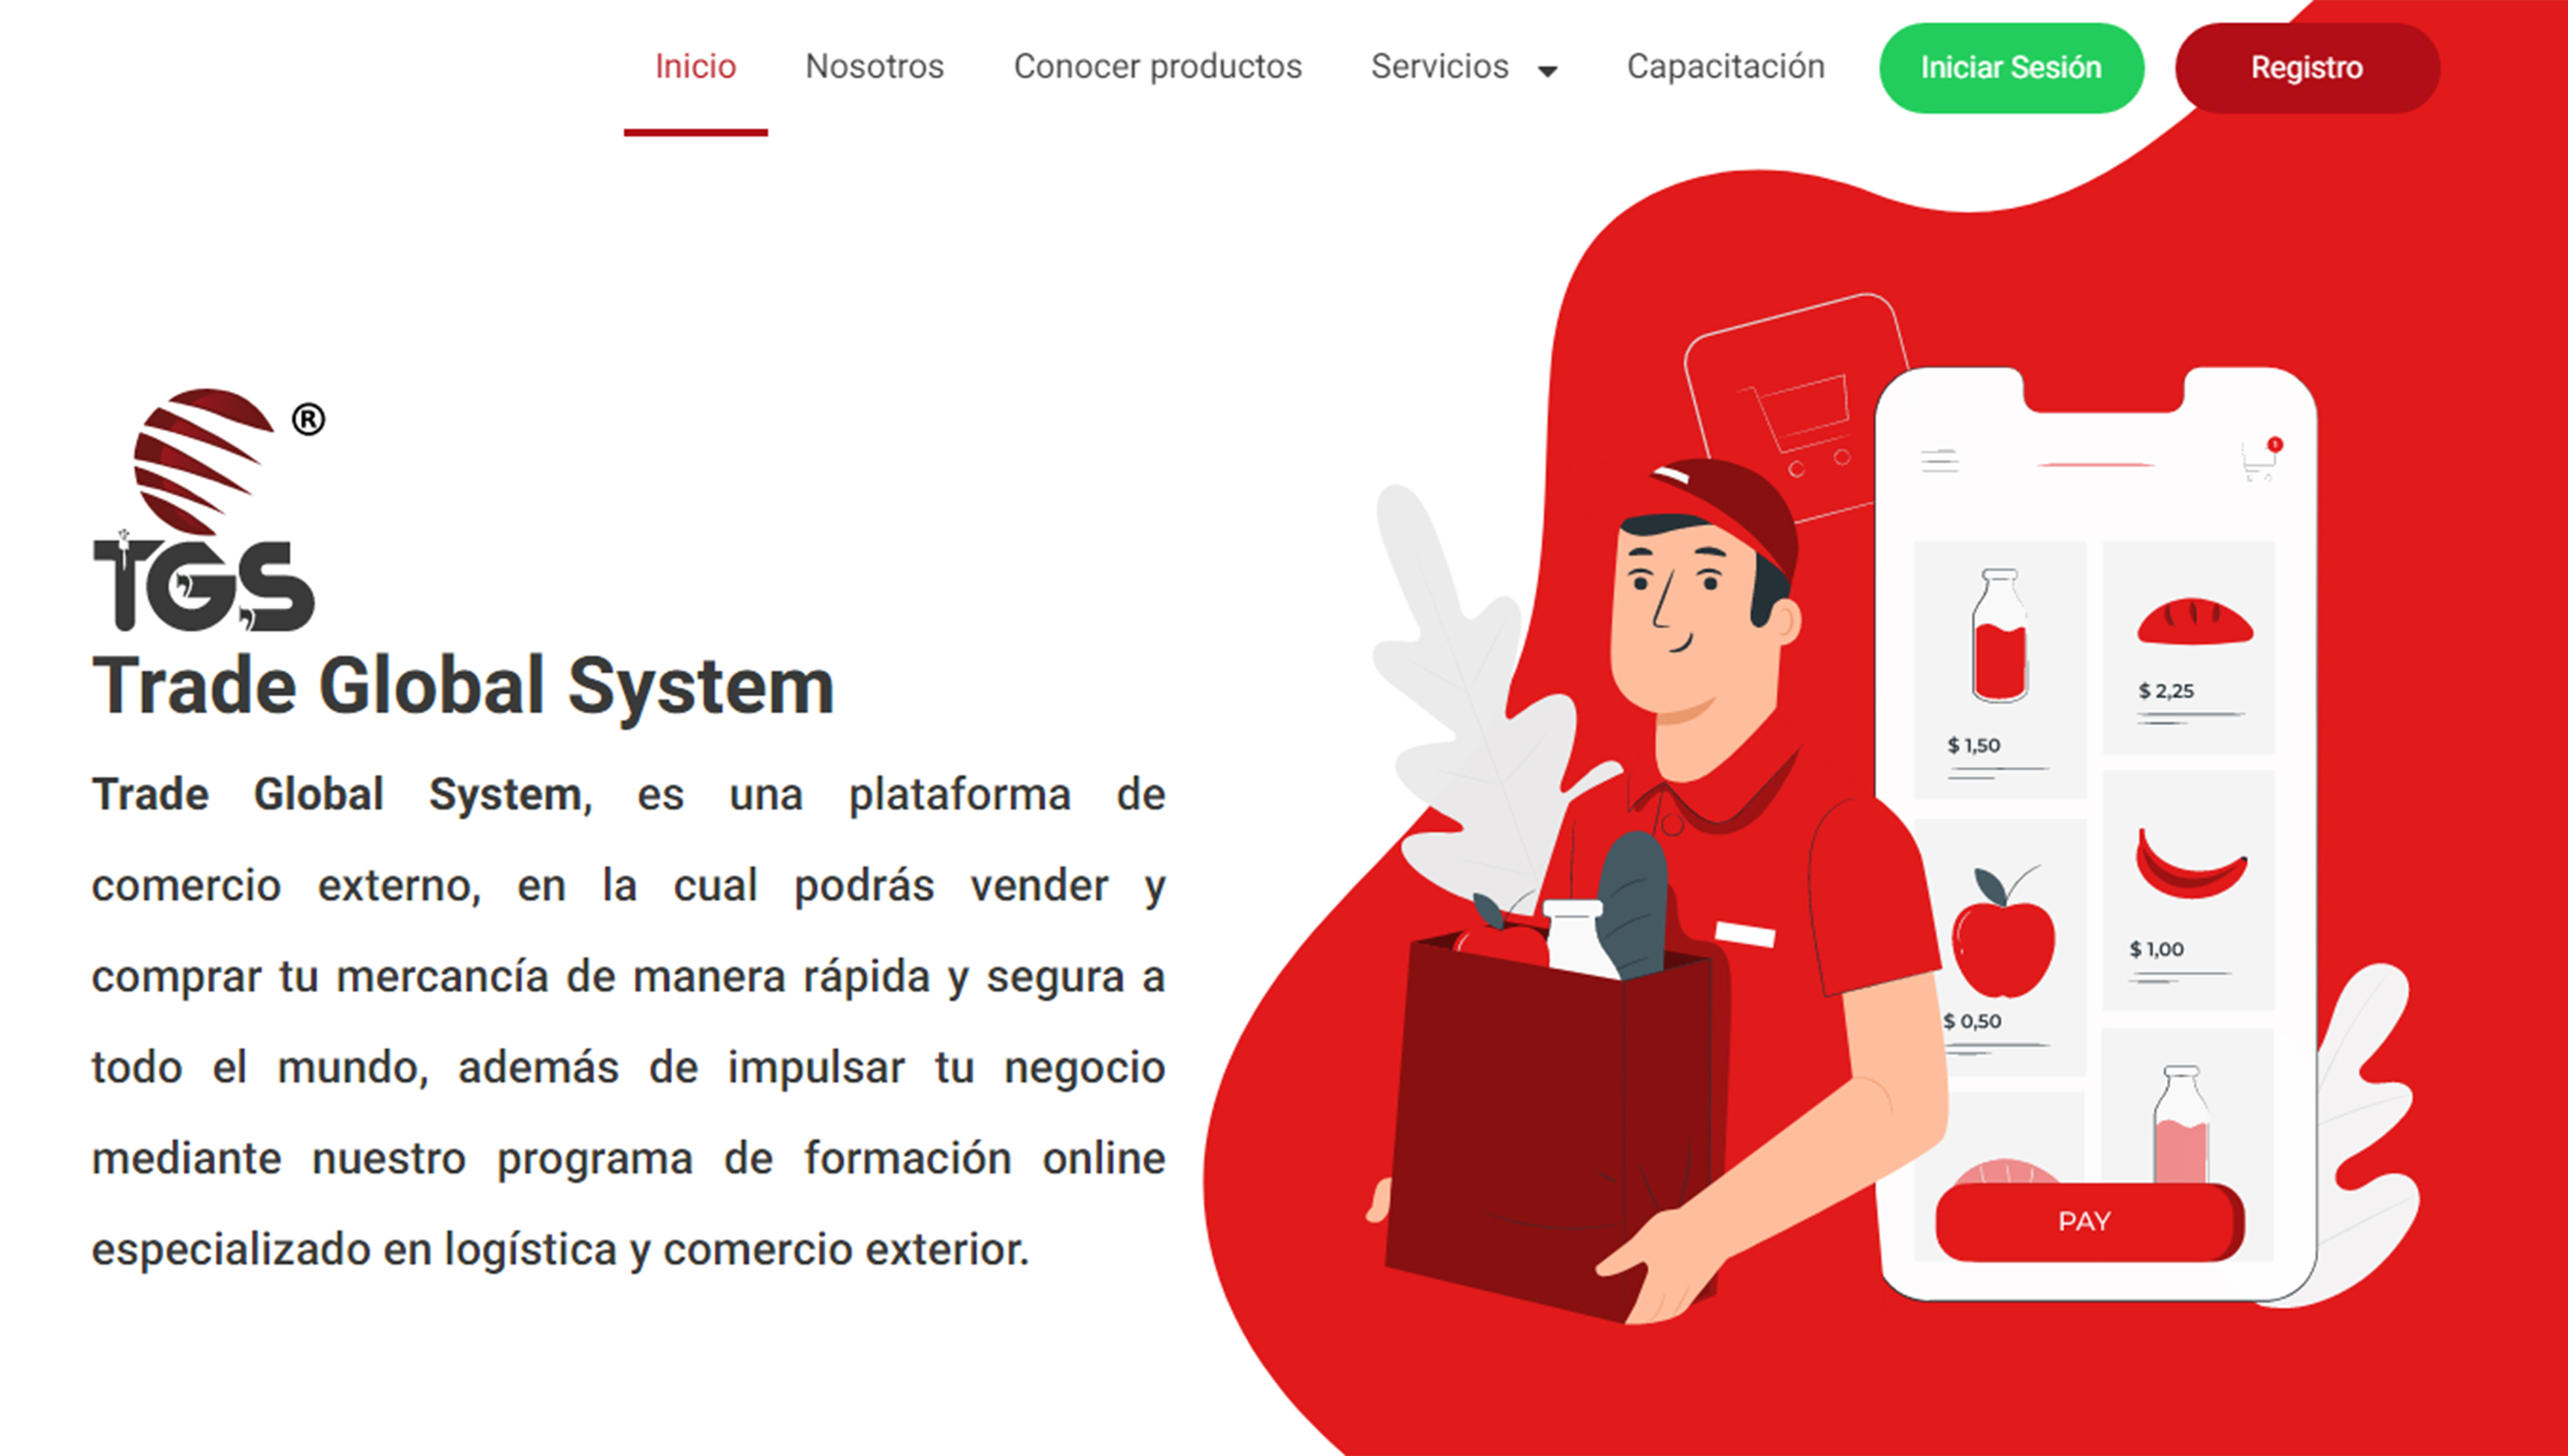 Inicio Nosotros Conocer productos Servicios Capacitación Iniciar Sesión Registro
®
TGS
Trade Global System
Trade Global System, es una plataforma de
comercio externo, en la cual podrás vender y
comprar tu mercancía de manera rápida y segura a
todo el mundo, además de impulsar tu negocio
mediante nuestro programa de formación online
especializado en logística y comercio exterior.
$ 1,50
$ 2,25
$ 0,50
$ 1,00
PAY